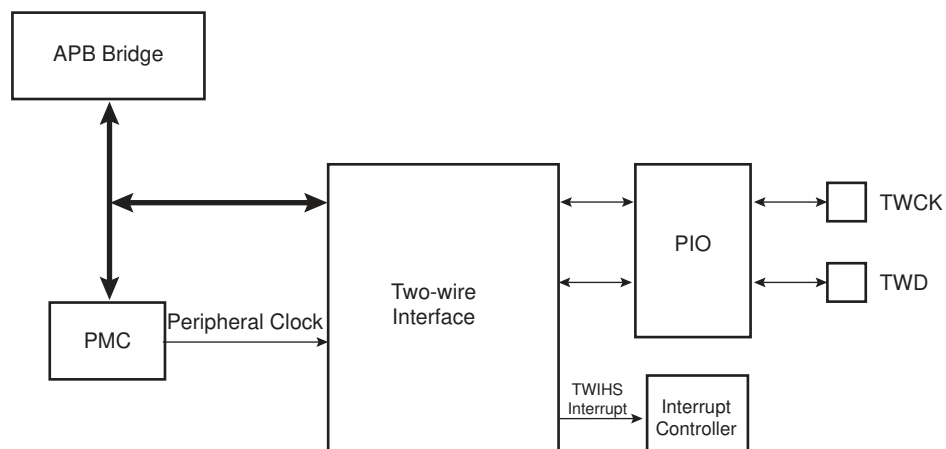 APB Bridge
TWCK
PIO
TWD
Two-wire
Interface
Peripheral Clock
PMC
TWIHS
Interrupt
Interrupt
Controller